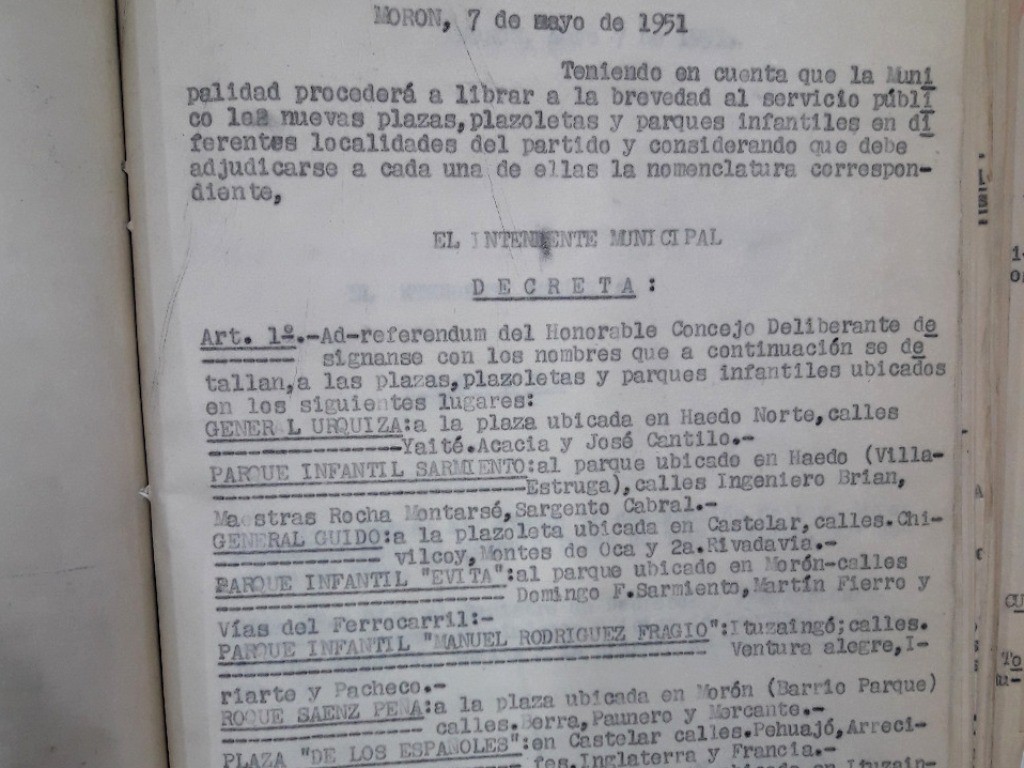 MORON, 7 de mayo de 1951
Teniendo en cuenta que la Muni
palidad procederá a librar a la brevedad al servicio públi
co las nuevas plazas,plazoletas y parques infantiles en di
ferentes localidades del partido y considerando que debe
adjudicarse a cada una de ellas la nomenclatura correspon-
diente,
EL INTENDENTE MUNICIPAL
D E C R E T A :
Art. 1º.-Ad-referendum del Honorable Concejo Deliberante de
signanse con los nombres que a continuación se de
tallan,a las plazas,plazoletas y parques infantiles ubicados
en los siguientes lugares:
GENERAL URQUIZA:a la plaza ubicada en Haedo Norte,calles
Yaité.Acacia y José Cantilo.-
PARQUE INFANTIL SARMIENTO:al parque ubicado en Haedo (Villa-
Estruga),calles Ingeniero Brian,
Maestras Rocha Montarsé,Sargento Cabral.-
GENERAL GUIDO:a la plazoleta ubicada en Castelar,calles.Chi-
vilcoy,Montes de Oca y 2a.Rivadavia.-
PARQUE INFANTIL "EVITA":al parque ubicado en Morón-calles
Domingo F.Sarmiento,Martín Fierro y
Vías del Ferrocarril:-
PARQUE INFANTIL "MANUEL RODRIGUEZ FRAGIO":Ituzaingó;calles.
Ventura alegre,I-
riarte y Pacheco.-
ROQUE SAENZ PEÑA:a la plaza ubicada en Morón (Barrio Parque)
calles.Berra,Paunero y Mercante.-
PLAZA "DE LOS ESPAÑOLES":en Castelar calles.Pehuajó,Arreci-
fes,Inglaterra y Francia.-